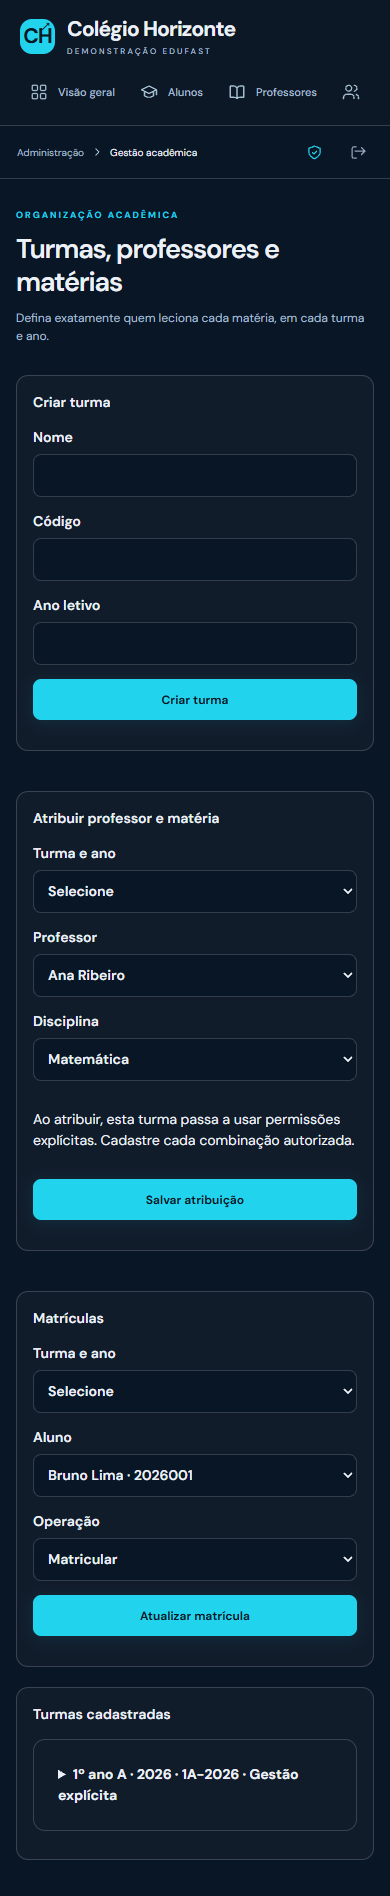 CH
Colégio Horizonte
DEMONSTRAÇÃO EDUFAST
Visão geral
Alunos
Professores
Administração
Gestão acadêmica
ORGANIZAÇÃO ACADÊMICA
Turmas, professores e
matérias
Defina exatamente quem leciona cada matéria, em cada turma
e ano.
Criar turma
Nome
Código
Ano letivo
Criar turma
Atribuir professor e matéria
Turma e ano
Selecione
Professor
Ana Ribeiro
Disciplina
Matemática
Ao atribuir, esta turma passa a usar permissões
explícitas. Cadastre cada combinação autorizada.
Salvar atribuição
Matrículas
Turma e ano
Selecione
Aluno
Bruno Lima · 2026001
Operação
Matricular
Atualizar matrícula
Turmas cadastradas
1º ano A · 2026 · 1A-2026 · Gestão
explícita